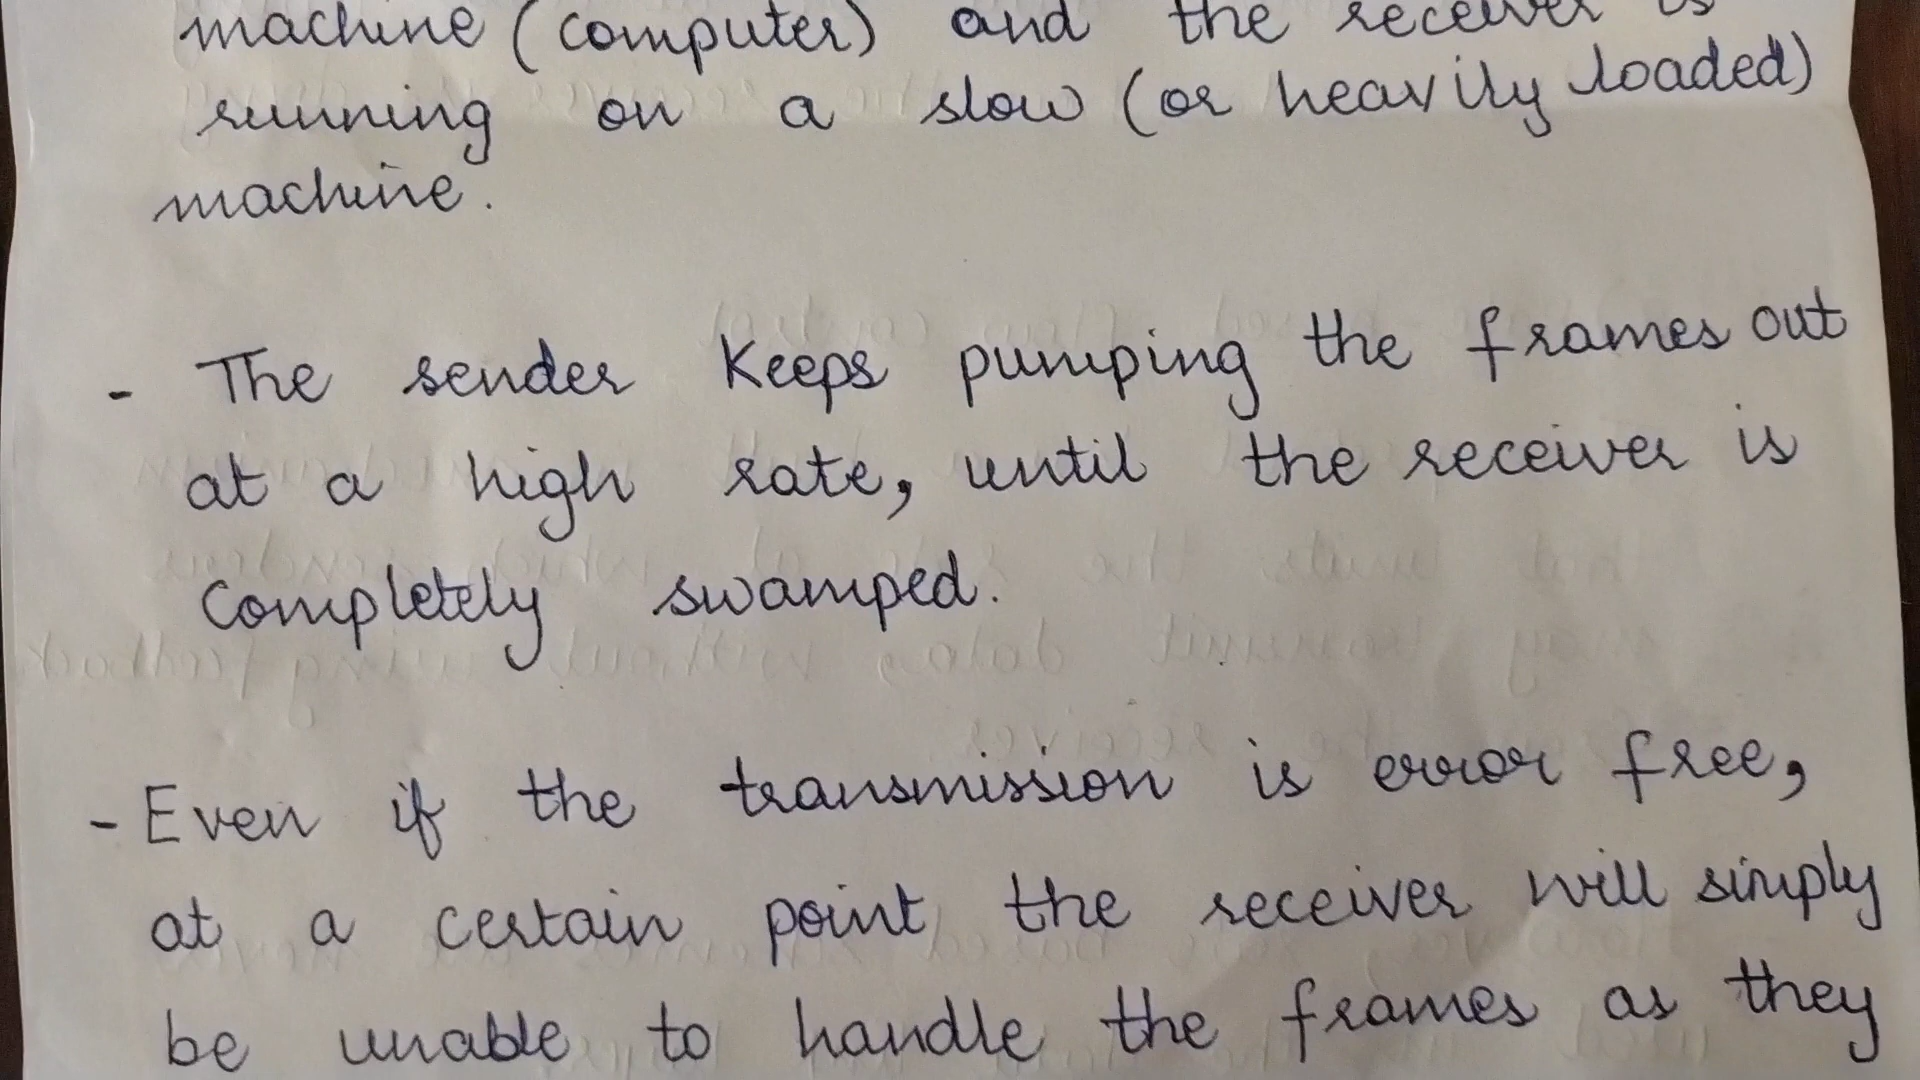 machine (computer) and the receiver is
running on a slow (or heavily loaded)
machine.
- The sender Keeps pumping the frames out
at a high rate, until the receiver is
Completely swamped.
- Even if the transmission is error free,
at a certain point the receiver will simply
be unable to handle the frames as they